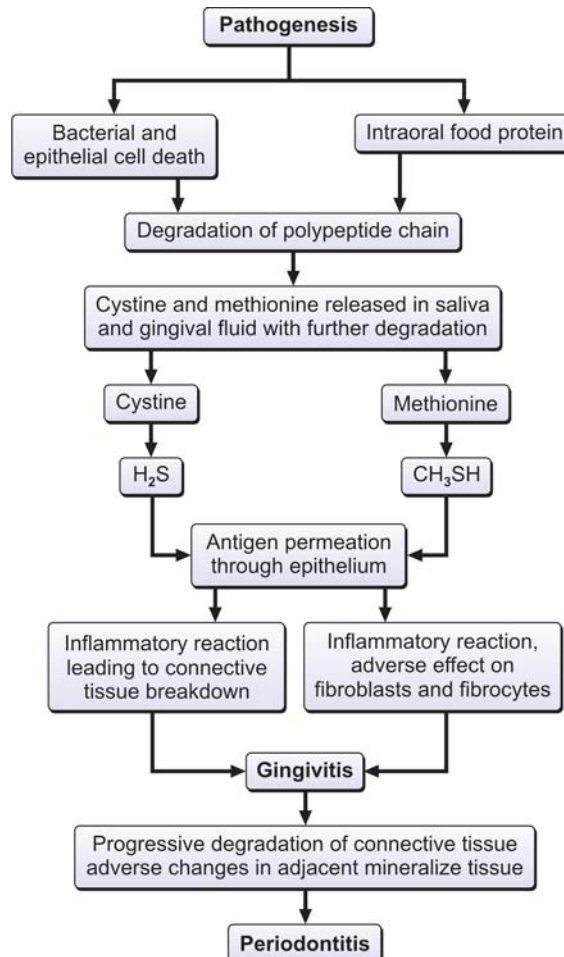 Pathogenesis
Bacterial and
epithelial cell death
Intraoral food protein
Degradation of polypeptide chain
Cystine and methionine released in saliva
and gingival fluid with further degradation
Cystine
Methionine
H₂S
CH₃SH
Antigen permeation
through epithelium
Inflammatory reaction
leading to connective
tissue breakdown
Inflammatory reaction,
adverse effect on
fibroblasts and fibrocytes
Gingivitis
Progressive degradation of connective tissue
adverse changes in adjacent mineralize tissue
Periodontitis